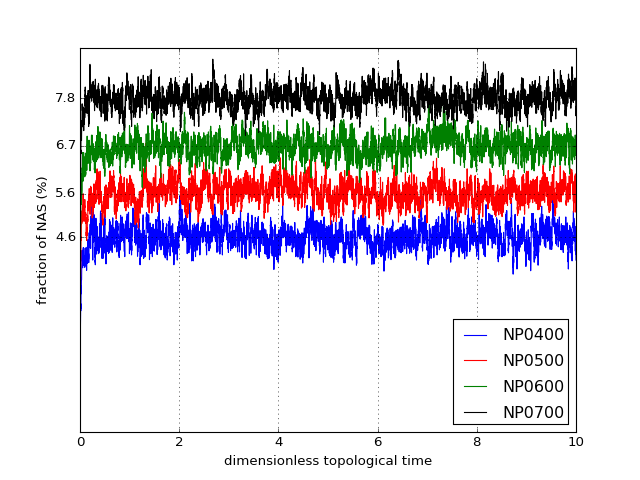 7.8
6.7
5.6
4.6
fraction of NAS (%)
NP0400
NP0500
NP0600
NP0700
0 2 4 6 8 10
dimensionless topological time